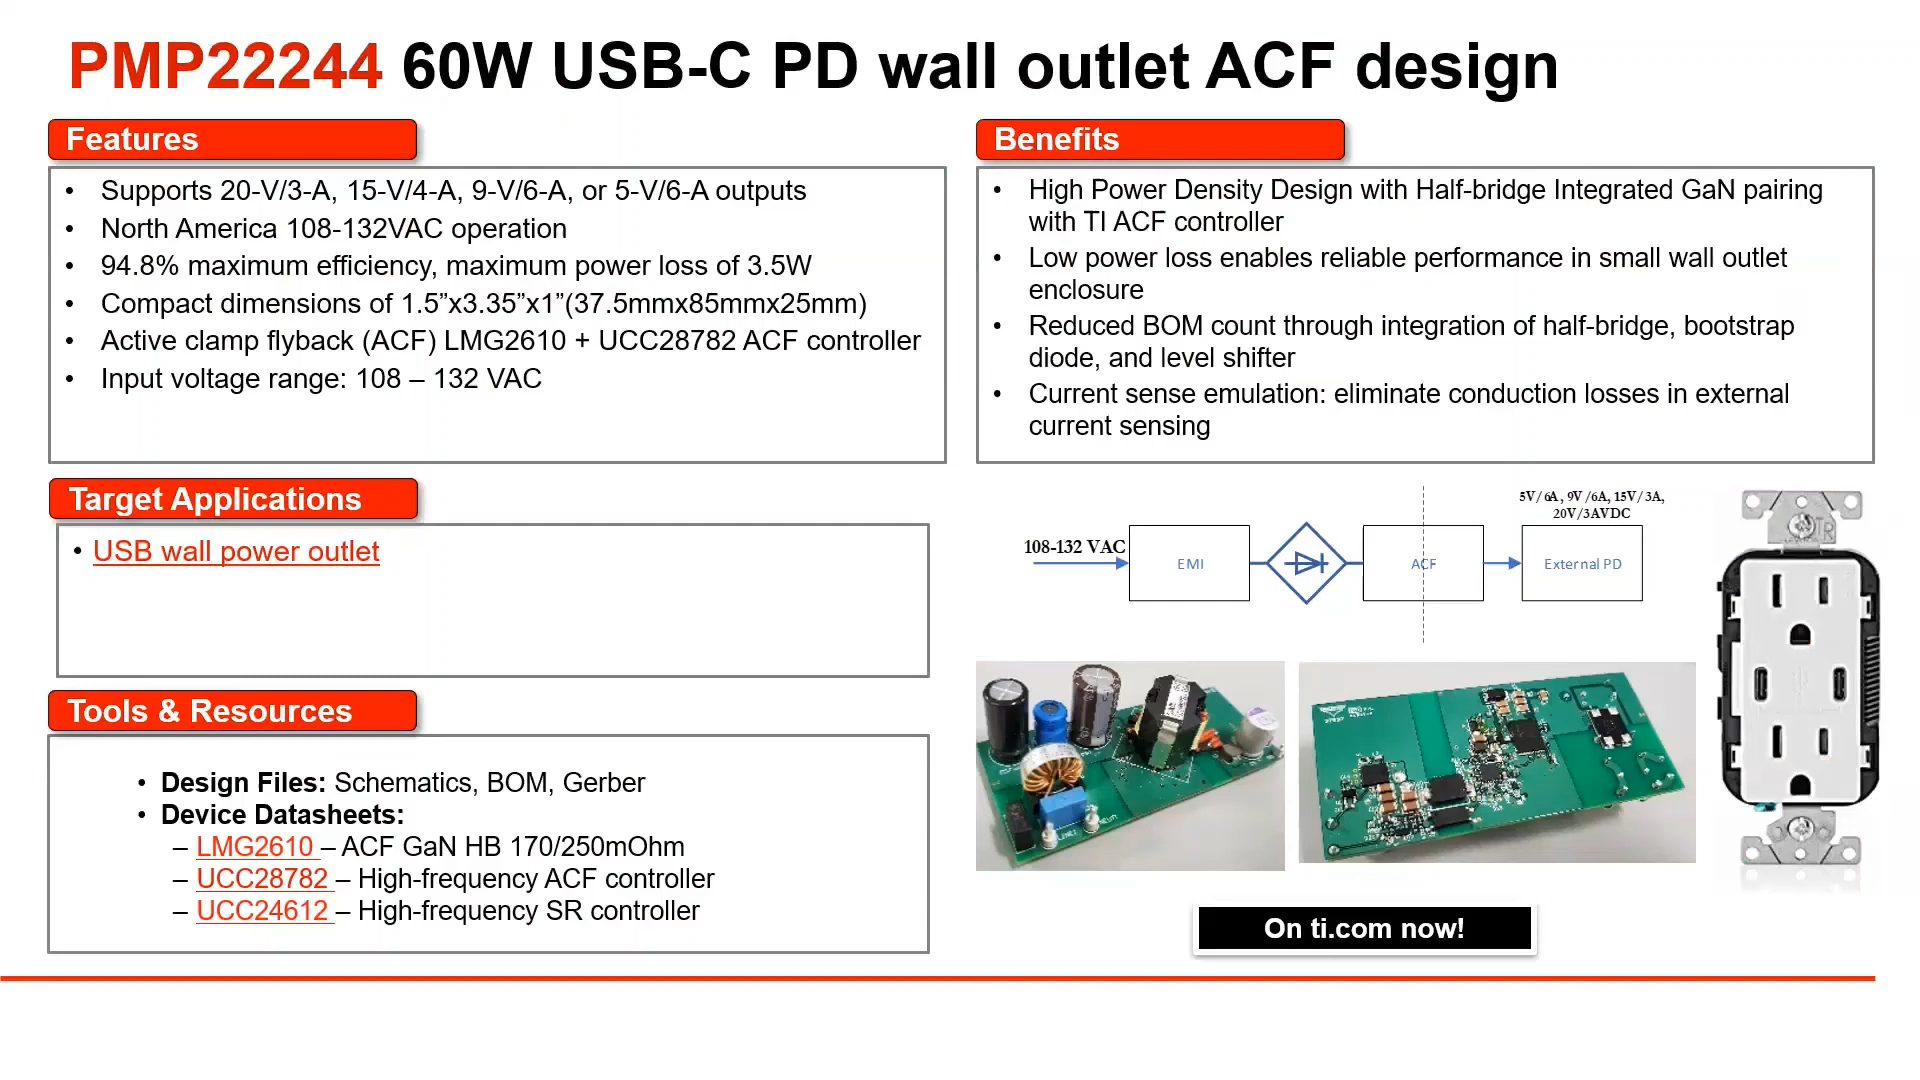 PMP22244 60W USB-C PD wall outlet ACF design
Features
• Supports 20-V/3-A, 15-V/4-A, 9-V/6-A, or 5-V/6-A outputs
• North America 108-132VAC operation
• 94.8% maximum efficiency, maximum power loss of 3.5W
• Compact dimensions of 1.5”x3.35”x1”(37.5mmx85mmx25mm)
• Active clamp flyback (ACF) LMG2610 + UCC28782 ACF controller
• Input voltage range: 108 – 132 VAC
Benefits
• High Power Density Design with Half-bridge Integrated GaN pairing
with TI ACF controller
• Low power loss enables reliable performance in small wall outlet
enclosure
• Reduced BOM count through integration of half-bridge, bootstrap
diode, and level shifter
• Current sense emulation: eliminate conduction losses in external
current sensing
Target Applications
• USB wall power outlet
Tools & Resources
• Design Files: Schematics, BOM, Gerber
• Device Datasheets:
– LMG2610 – ACF GaN HB 170/250mOhm
– UCC28782 – High-frequency ACF controller
– UCC24612 – High-frequency SR controller
5V/6A, 9V/6A, 15V/3A,
20V/3AVDC
108-132 VAC
EMI
ACF
External PD
On ti.com now!